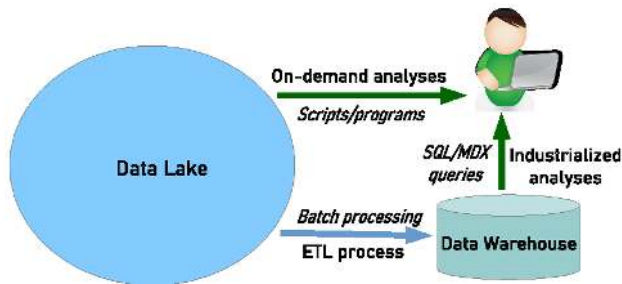 On-demand analyses
Scripts/programs
Data Lake
SQL/MDX
queries
Industrialized
analyses
Batch processing
ETL process
Data Warehouse